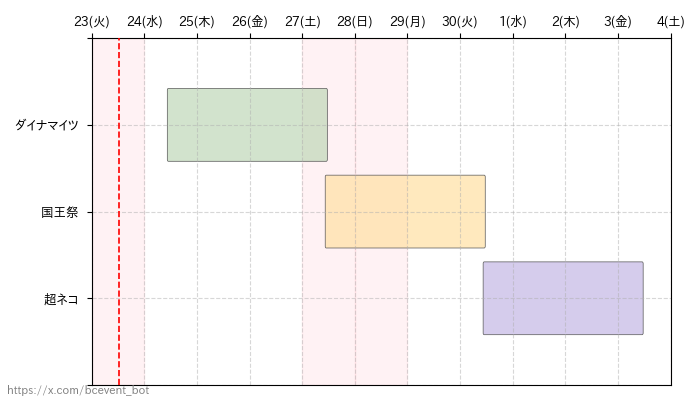 23(火) 24(水) 25(木) 26(金) 27(土) 28(日) 29(月) 30(火) 1(水) 2(木) 3(金) 4(土)
ダイナマイツ
国王祭
超ネコ
https://x.com/bcevent_bot